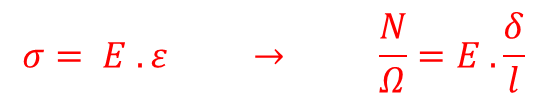 σ = E . ε → N/Ω = E . δ/l